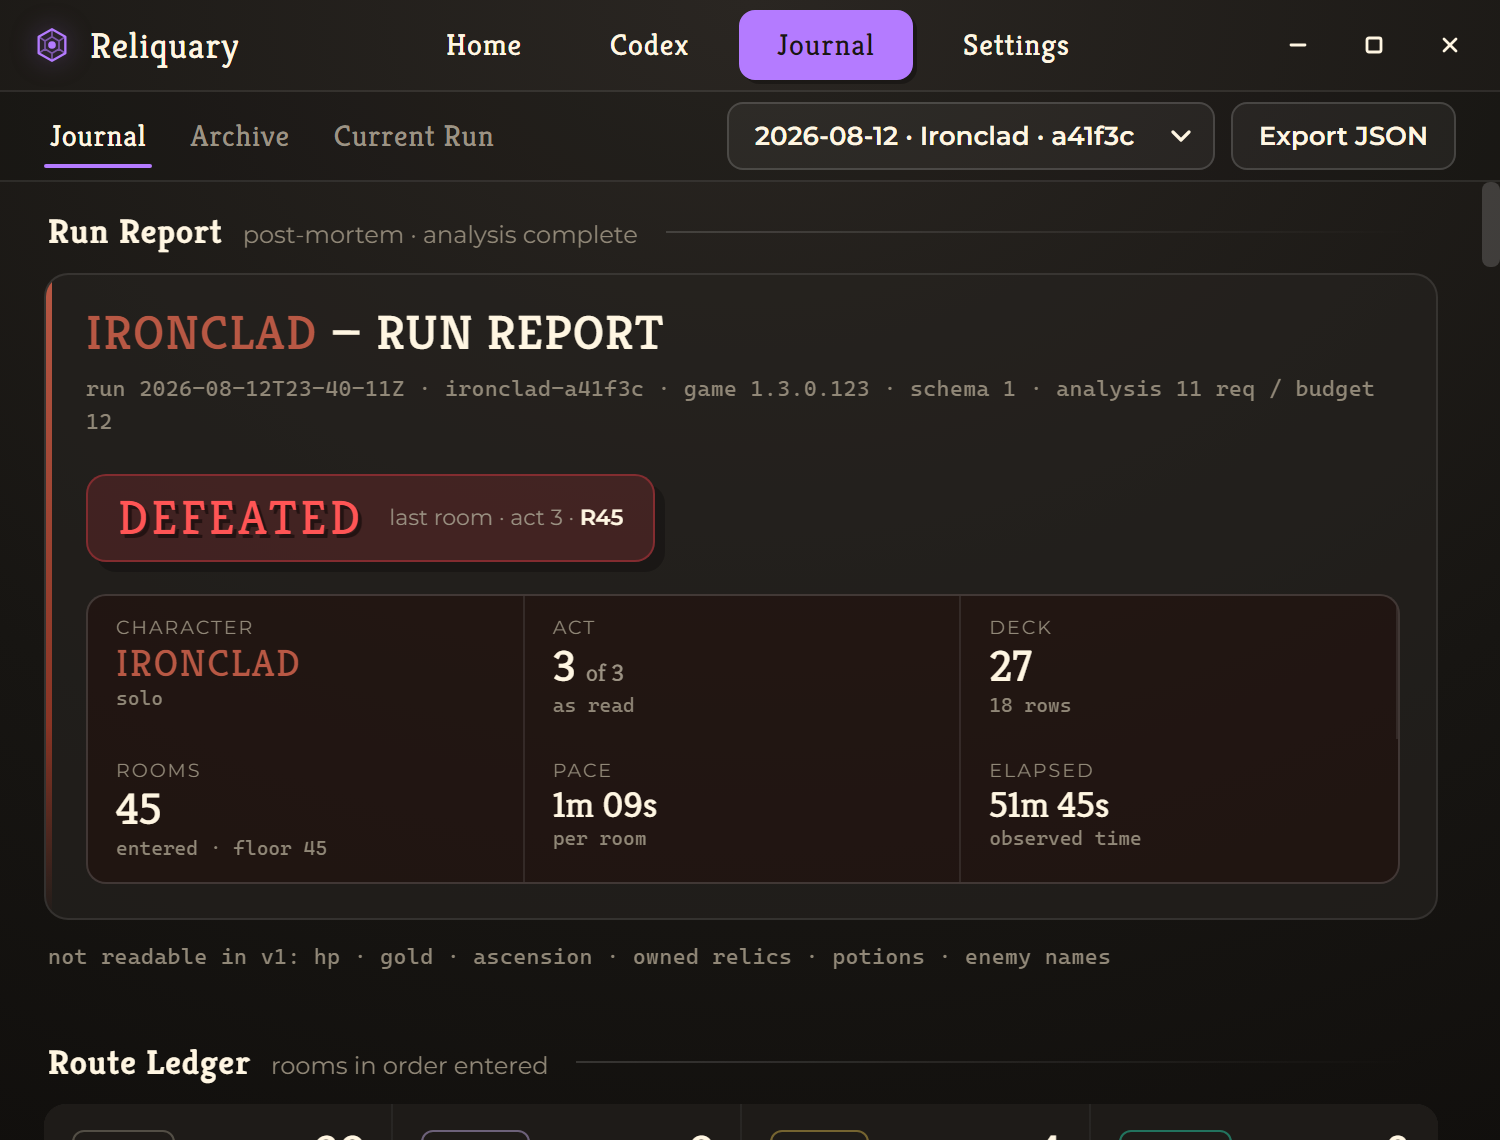 Reliquary
Home
Codex
Journal
Settings
Journal
Archive
Current Run
2026-08-12 · Ironclad · a41f3c
Export JSON
Run Report post-mortem · analysis complete
IRONCLAD – RUN REPORT
run 2026-08-12T23-40-11Z · ironclad-a41f3c · game 1.3.0.123 · schema 1 · analysis 11 req / budget
12
DEFEATED last room · act 3 · R45
CHARACTER
IRONCLAD
solo
ACT
3 of 3
as read
DECK
27
18 rows
ROOMS
45
entered · floor 45
PACE
1m 09s
per room
ELAPSED
51m 45s
observed time
not readable in v1: hp · gold · ascension · owned relics · potions · enemy names
Route Ledger rooms in order entered